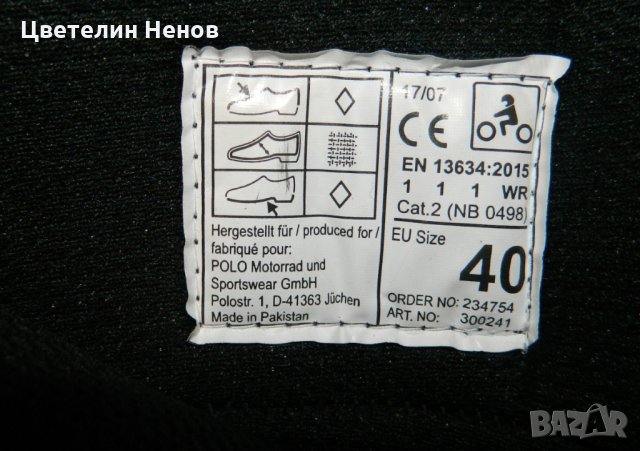 Цветелин Ненов
17/07
CE
EN 13634:2015
1 1 1 WR
Cat.2 (NB 0498)
Hergestellt für / produced for /
fabriqué pour:
POLO Motorrad und
Sportswear GmbH
Polostr. 1, D-41363 Jüchen
Made in Pakistan
EU Size
40
ORDER NO: 234754
ART. NO: 300241
BAZAR